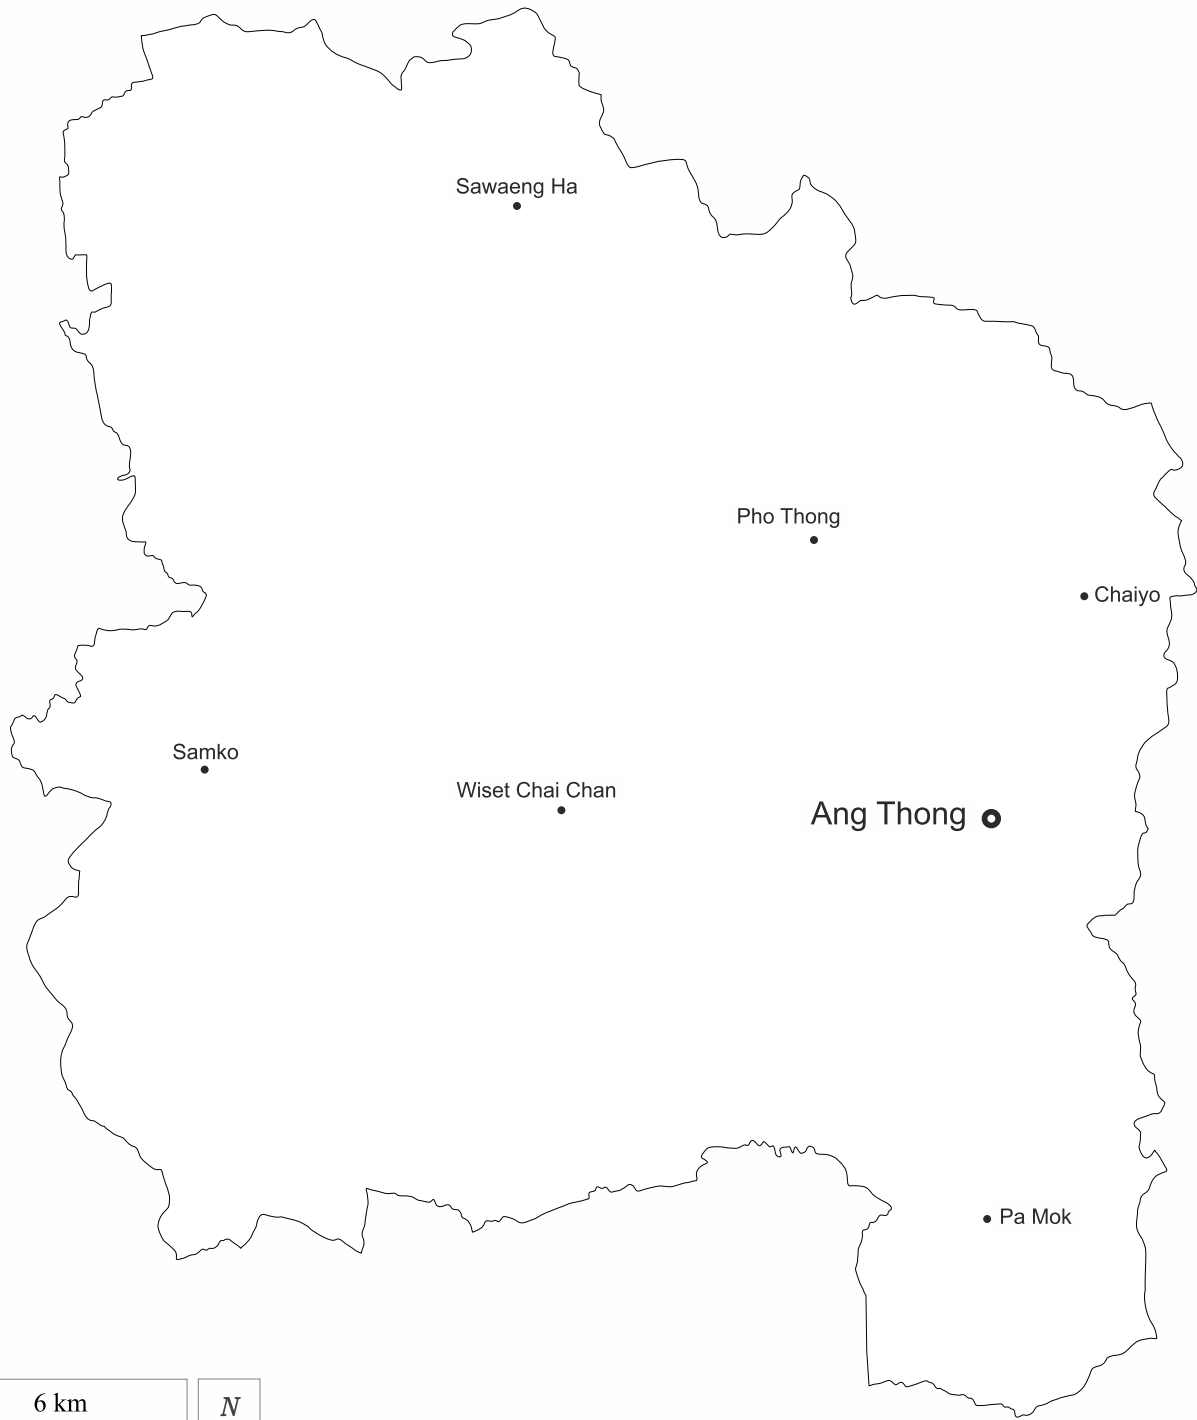 Sawaeng Ha
Pho Thong
Chaiyo
Samko
Wiset Chai Chan
Ang Thong
Pa Mok
6 km
N